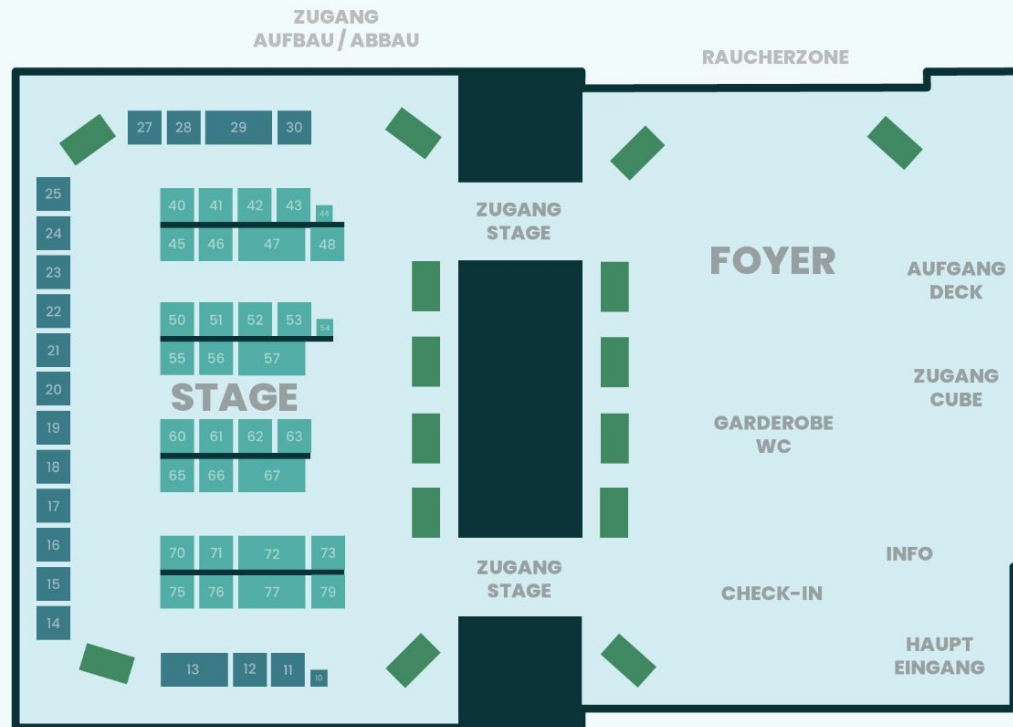 ZUGANG
AUFBAU / ABBAU
RAUCHERZONE
27 28 29 30
25
24
23
22
21
20
19
18
17
16
15
14
40 41 42 43 44
45 46 47 48
50 51 52 53 54
55 56 57
STAGE
60 61 62 63
65 66 67
70 71 72 73
75 76 77 79
13 12 11 10
ZUGANG
STAGE
ZUGANG
STAGE
FOYER
AUFGANG
DECK
ZUGANG
CUBE
GARDEROBE
WC
INFO
CHECK-IN
HAUPT
EINGANG